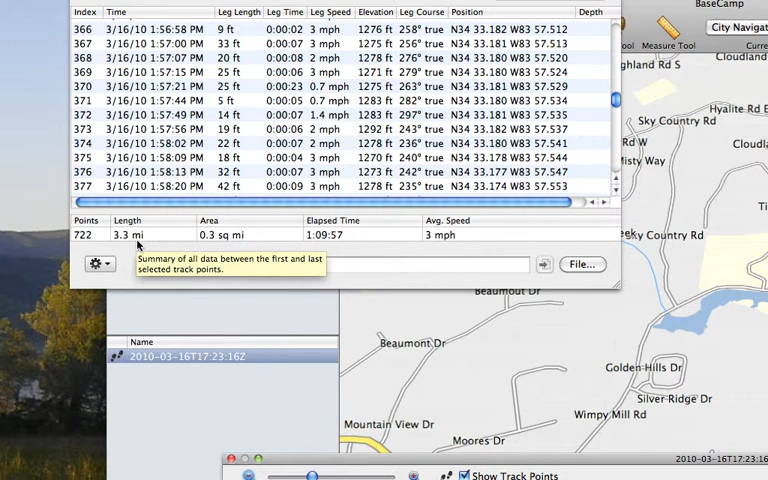 BaseCamp
Index Time Leg Length Leg Time Leg Speed Elevation Leg Course Position Depth
366 3/16/10 1:56:58 PM 9 ft 0:00:02 3 mph 1276 ft 258° true N34 33.182 W83 57.512
367 3/16/10 1:57:00 PM 33 ft 0:00:07 3 mph 1275 ft 256° true N34 33.181 W83 57.513
368 3/16/10 1:57:07 PM 20 ft 0:00:08 2 mph 1276 ft 278° true N34 33.180 W83 57.520
369 3/16/10 1:57:15 PM 25 ft 0:00:06 3 mph 1271 ft 279° true N34 33.180 W83 57.524
370 3/16/10 1:57:21 PM 25 ft 0:00:23 0.7 mph 1275 ft 263° true N34 33.181 W83 57.529
371 3/16/10 1:57:44 PM 5 ft 0:00:05 0.7 mph 1283 ft 282° true N34 33.180 W83 57.534
372 3/16/10 1:57:49 PM 14 ft 0:00:07 1.4 mph 1283 ft 297° true N34 33.181 W83 57.535
373 3/16/10 1:57:56 PM 19 ft 0:00:06 2 mph 1292 ft 243° true N34 33.182 W83 57.537
374 3/16/10 1:58:02 PM 22 ft 0:00:07 2 mph 1278 ft 236° true N34 33.180 W83 57.541
375 3/16/10 1:58:09 PM 18 ft 0:00:04 3 mph 1270 ft 240° true N34 33.178 W83 57.544
376 3/16/10 1:58:13 PM 32 ft 0:00:07 3 mph 1273 ft 242° true N34 33.177 W83 57.547
377 3/16/10 1:58:20 PM 42 ft 0:00:09 3 mph 1278 ft 235° true N34 33.174 W83 57.553
Points Length Area Elapsed Time Avg. Speed
722 3.3 mi 0.3 sq mi 1:09:57 3 mph
Summary of all data between the first and last
selected track points.
File...
Name
2010-03-16T17:23:16Z
ool Measure Tool
City Navigat
Curre
ghland Rd S
Cloudland
Hyalite Rd E
Sky Country Rd
Rd W
Cloudla
Misty Way
eek
Sky Country Rd
Beaumout Dr
Beaumont Dr
Golden Hills Dr
Silver Ridge Dr
Wimpy Mill Rd
Mountain View Dr
Moores Dr
2010-03-16T17:23:16
Show Track Points